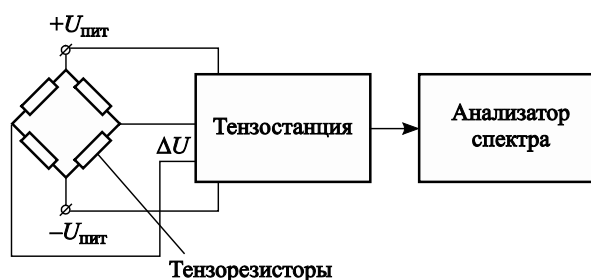 +Uпит
Тензостанция
Анализатор
спектра
ΔU
−Uпит
Тензорезисторы